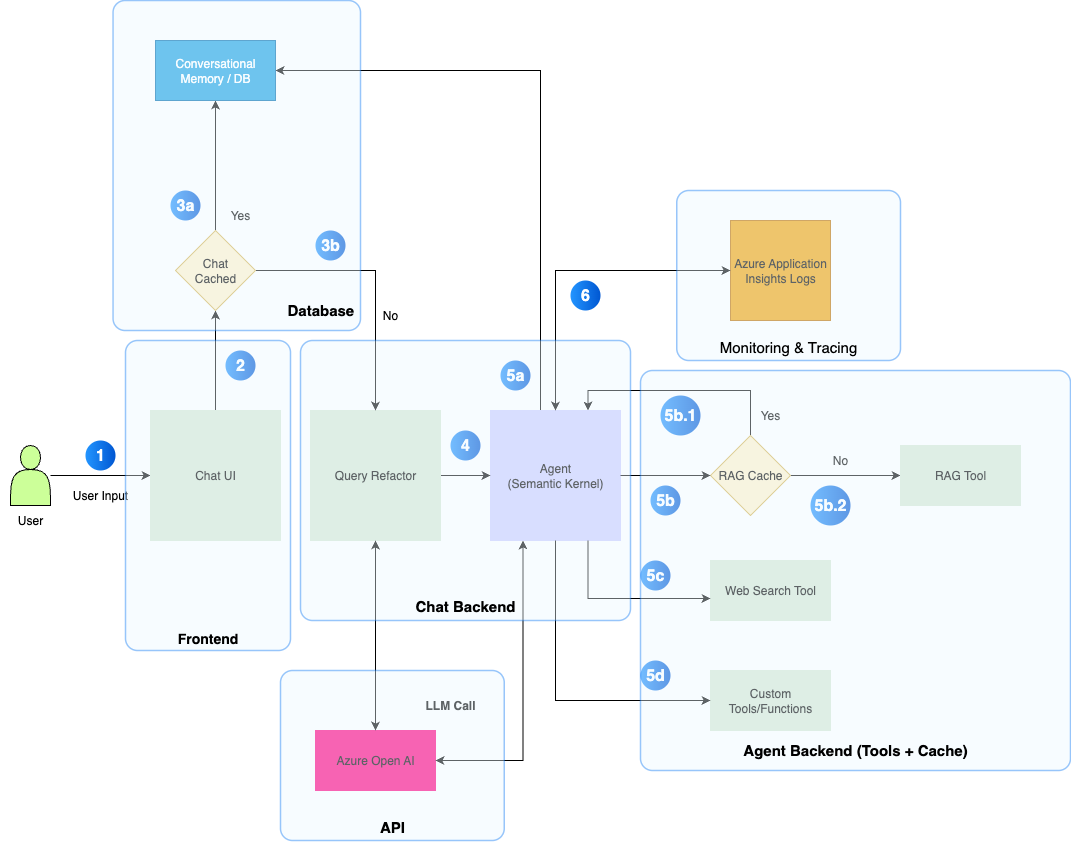 Conversational
Memory / DB
3a
Yes
3b
Chat
Cached
Database
No
6
Azure Application
Insights Logs
Monitoring & Tracing
2
5a
5b.1
Yes
1
User Input
User
Chat UI
Query Refactor
4
Agent
(Semantic Kernel)
5b
RAG Cache
No
5b.2
RAG Tool
5c
Web Search Tool
Chat Backend
Frontend
5d
Custom
Tools/Functions
Agent Backend (Tools + Cache)
LLM Call
Azure Open AI
API